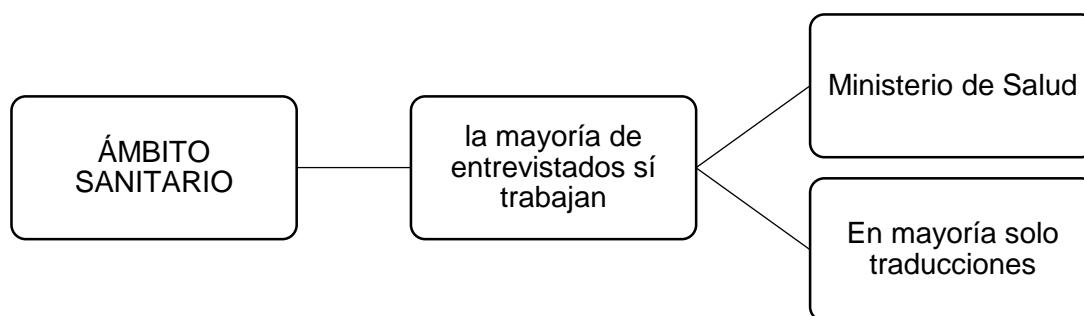 ÁMBITO
SANITARIO
la mayoría de
entrevistados sí
trabajan
Ministerio de Salud
En mayoría solo
traducciones